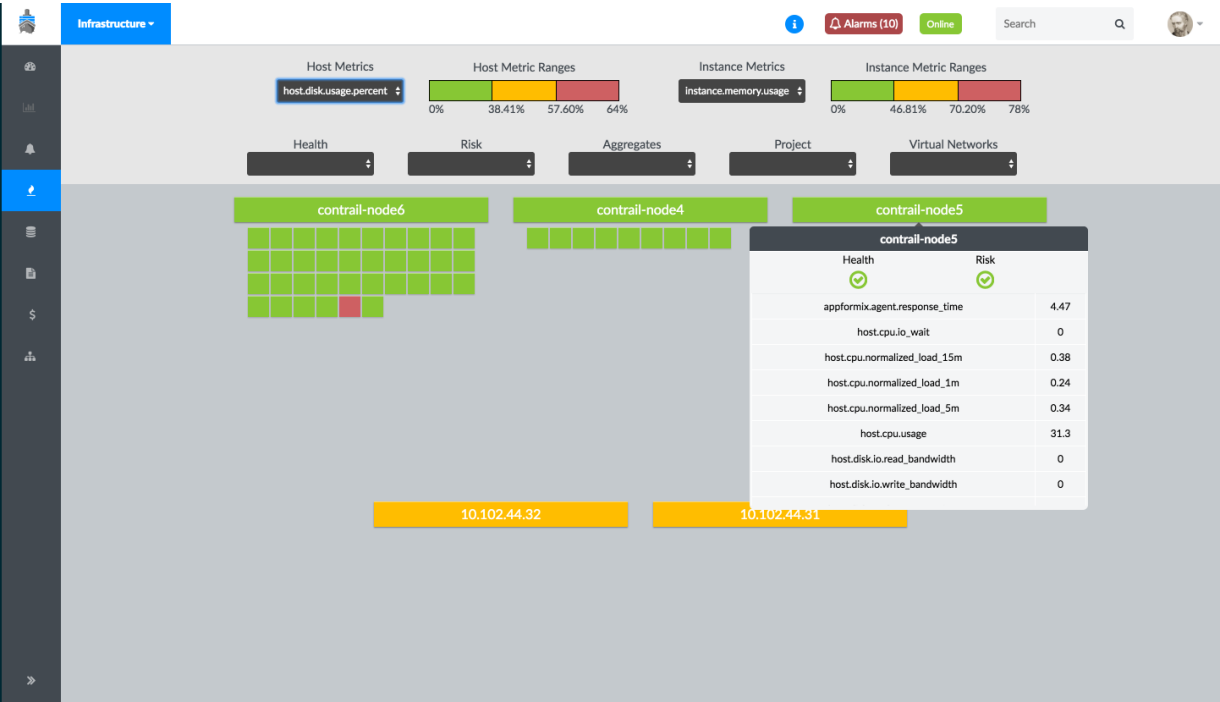 Infrastructure
Alarms (10)
Online
Search
Host Metrics
Host Metric Ranges
Instance Metrics
Instance Metric Ranges
host.disk.usage.percent
instance.memory.usage
0%
38.41%
57.60%
64%
0%
46.81%
70.20%
78%
Health
Risk
Aggregates
Project
Virtual Networks
contrail-node6
contrail-node4
contrail-node5
contrail-node5
Health
Risk
appformix.agent.response_time 4.47
host.cpu.io_wait 0
host.cpu.normalized_load_15m 0.38
host.cpu.normalized_load_1m 0.24
host.cpu.normalized_load_5m 0.34
host.cpu.usage 31.3
host.disk.io.read_bandwidth 0
host.disk.io.write_bandwidth 0
10.102.44.32
10.102.44.31